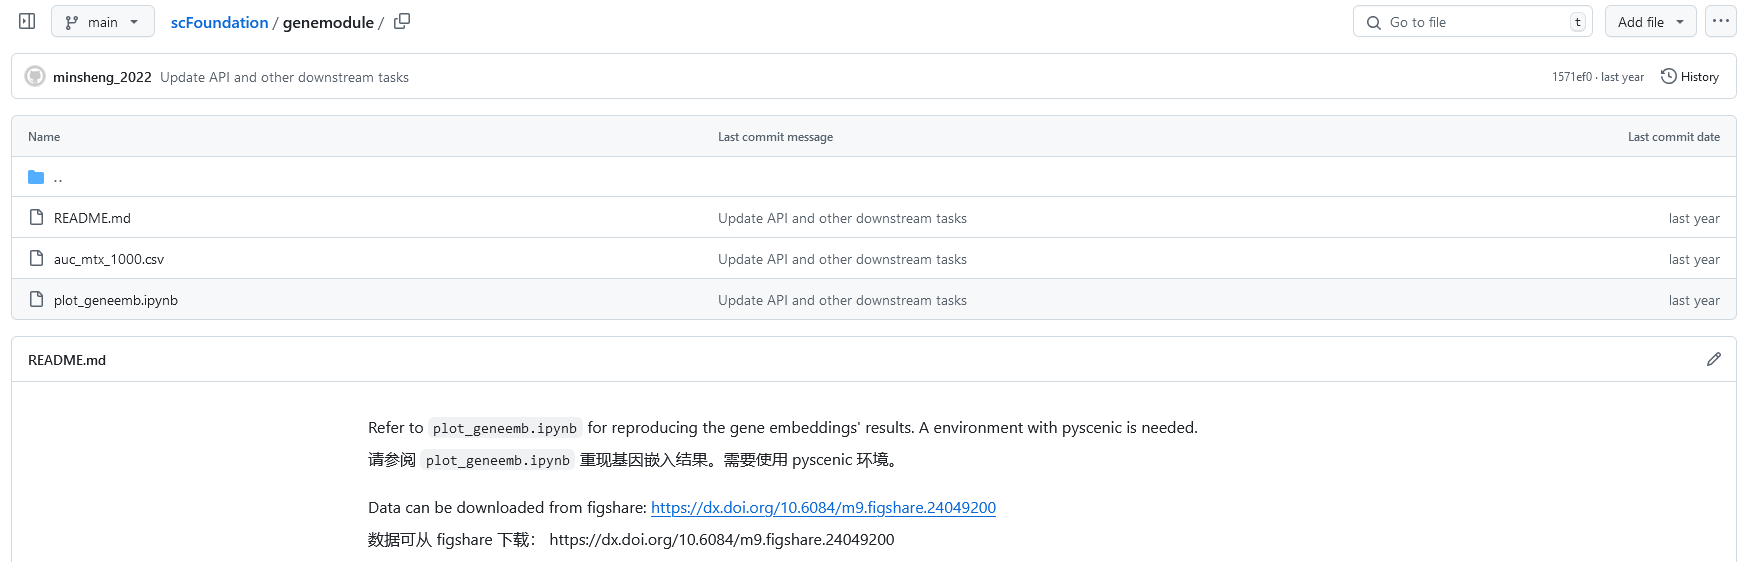 main
scFoundation / genemodule /
Go to file
t
Add file
minsheng_2022 Update API and other downstream tasks
1571ef0 · last year
History
Name Last commit message Last commit date
..
README.md Update API and other downstream tasks last year
auc_mtx_1000.csv Update API and other downstream tasks last year
plot_geneemb.ipynb Update API and other downstream tasks last year
README.md
Refer to plot_geneemb.ipynb for reproducing the gene embeddings' results. A environment with pyscenic is needed.
请参阅 plot_geneemb.ipynb 重现基因嵌入结果。需要使用 pyscenic 环境。
Data can be downloaded from figshare: https://dx.doi.org/10.6084/m9.figshare.24049200
数据可从 figshare 下载： https://dx.doi.org/10.6084/m9.figshare.24049200